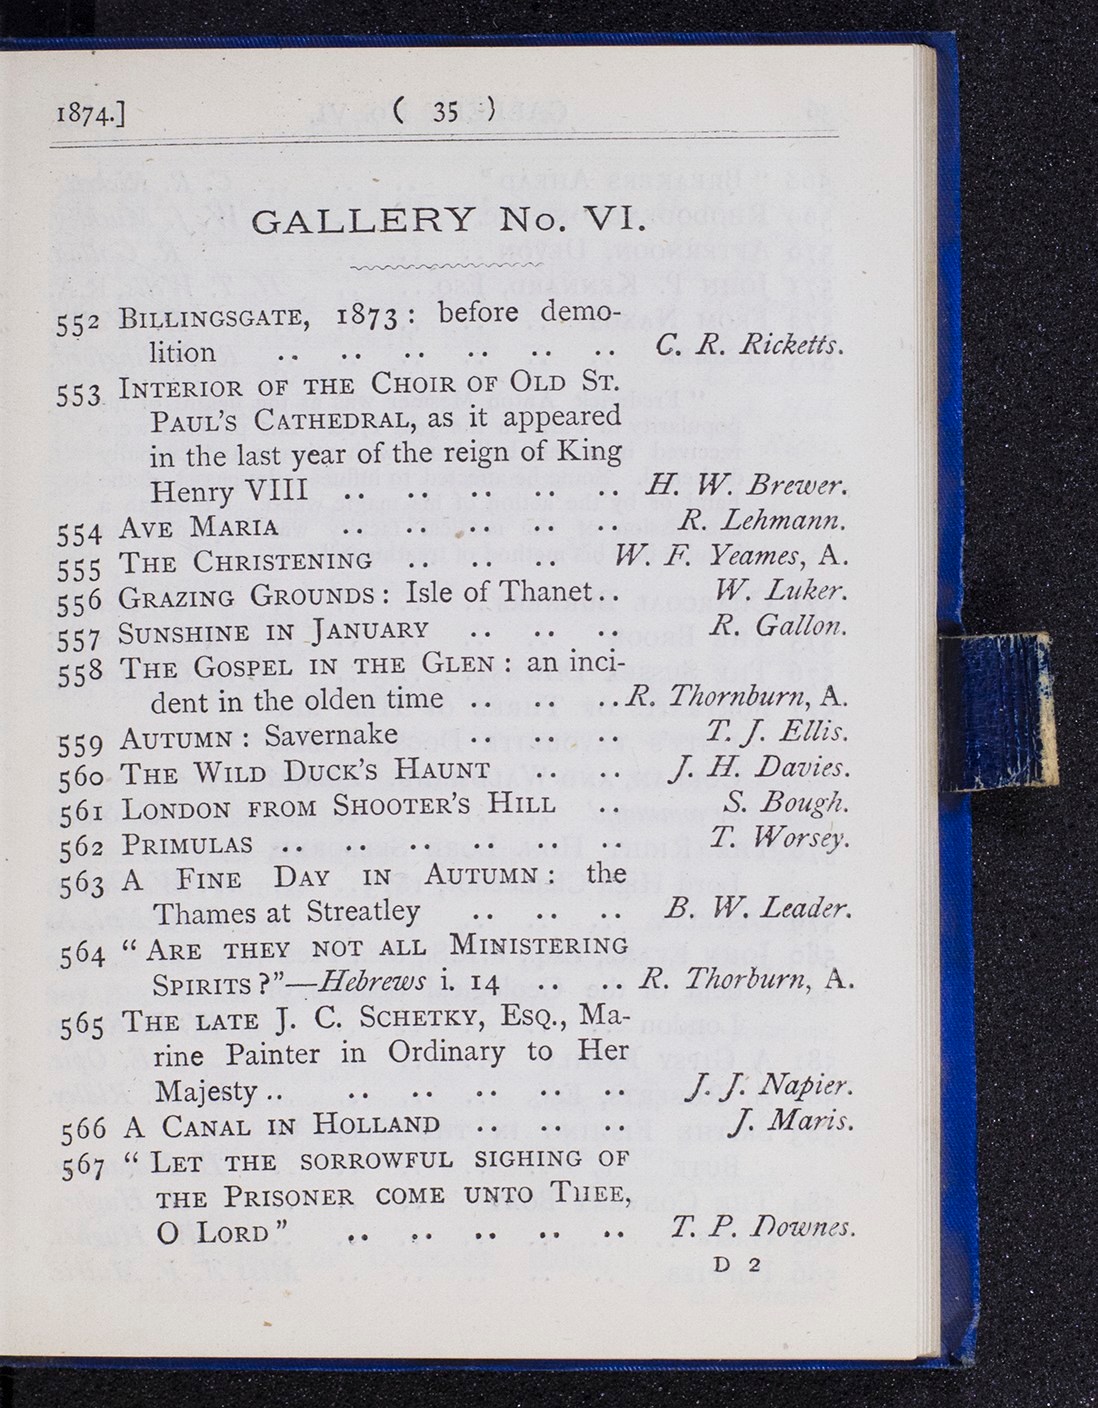 1874.] ( 35 )
GALLERY No. VI.
552 BILLINGSGATE, 1873: before demo-
lition .. .. .. .. .. .. C. R. Ricketts.
553 INTERIOR OF THE CHOIR OF OLD ST.
PAUL'S CATHEDRAL, as it appeared
in the last year of the reign of King
Henry VIII .. .. .. .. .. H. W. Brewer.
554 AVE MARIA .. .. .. .. .. R. Lehmann.
555 THE CHRISTENING .. .. .. W. F. Yeames, A.
556 GRAZING GROUNDS: Isle of Thanet.. W. Luker.
557 SUNSHINE IN JANUARY .. .. .. R. Gallon.
558 THE GOSPEL IN THE GLEN: an inci-
dent in the olden time .. .. .. R. Thornburn, A.
559 AUTUMN: Savernake .. .. .. T. J. Ellis.
560 THE WILD DUCK'S HAUNT .. .. J. H. Davies.
561 LONDON FROM SHOOTER'S HILL .. S. Bough.
562 PRIMULAS .. .. .. .. .. .. T. Worsey.
563 A FINE DAY IN AUTUMN: the
Thames at Streatley .. .. .. B. W. Leader.
564 "ARE THEY NOT ALL MINISTERING
SPIRITS?"—Hebrews i. 14 .. .. R. Thorburn, A.
565 THE LATE J. C. SCHETKY, ESQ., Ma-
rine Painter in Ordinary to Her
Majesty.. .. .. .. .. .. J. J. Napier.
566 A CANAL IN HOLLAND .. .. .. J. Maris.
567 "LET THE SORROWFUL SIGHING OF
THE PRISONER COME UNTO THEE,
O LORD" .. .. .. .. .. T. P. Downes.
D 2